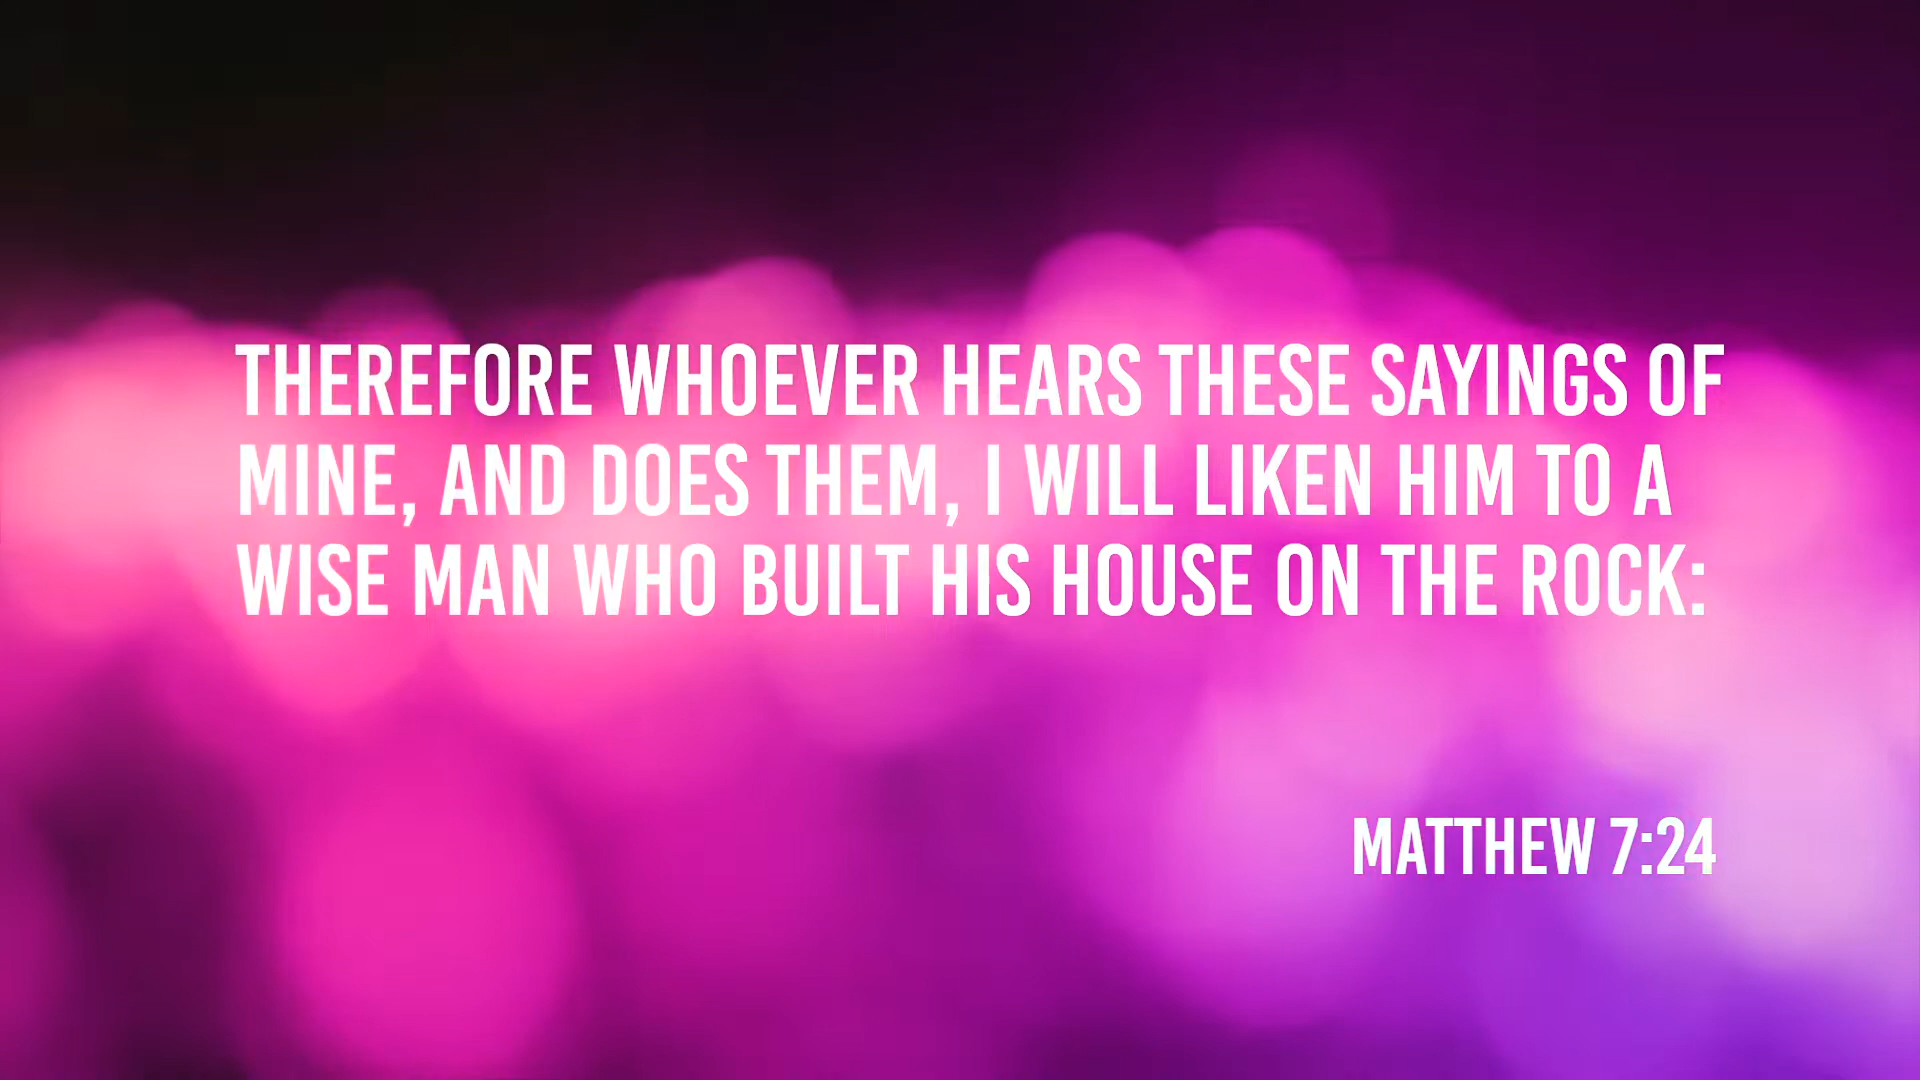 THEREFORE WHOEVER HEARS THESE SAYINGS OF
MINE, AND DOES THEM, I WILL LIKEN HIM TO A
WISE MAN WHO BUILT HIS HOUSE ON THE ROCK:
MATTHEW 7:24